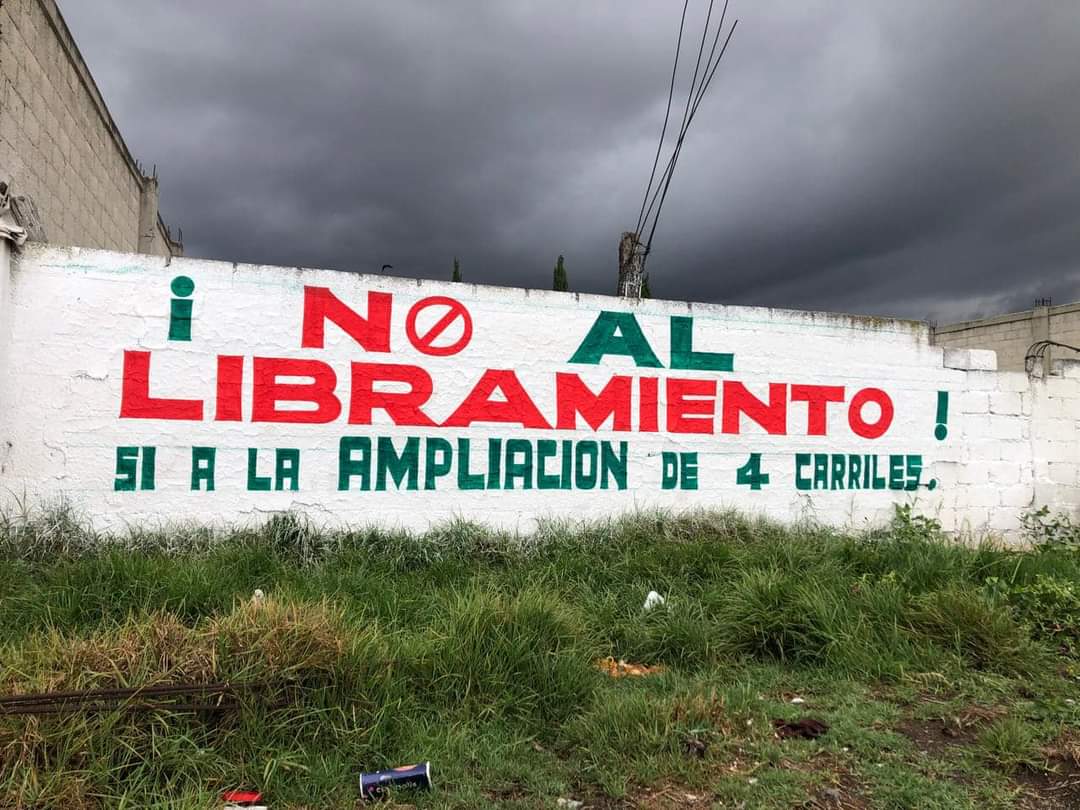 ¡ NO AL
LIBRAMIENTO !
SI A LA AMPLIACION DE 4 CARRILES.